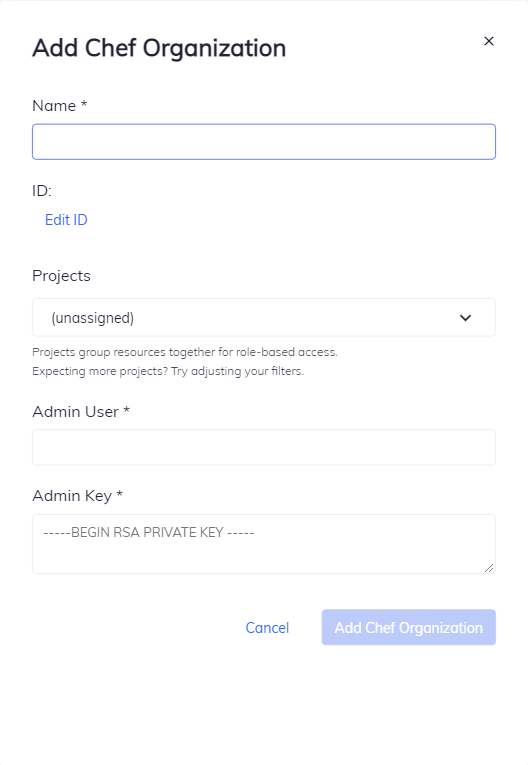 Add Chef Organization
Name *
ID:
Edit ID
Projects
(unassigned)
Projects group resources together for role-based access.
Expecting more projects? Try adjusting your filters.
Admin User *
Admin Key *
-----BEGIN RSA PRIVATE KEY -----
Cancel
Add Chef Organization